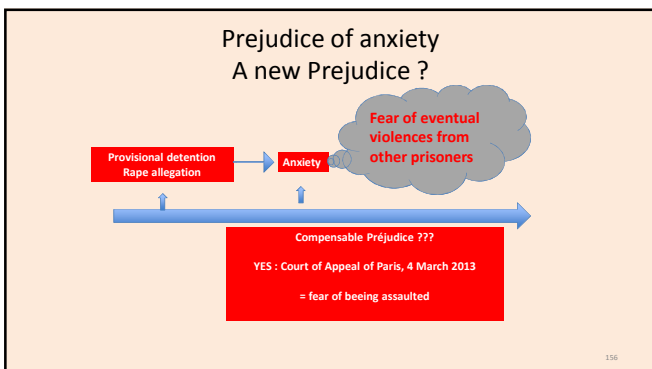 Prejudice of anxiety
A new Prejudice ?
Fear of eventual
violences from
other prisoners
Provisional detention
Rape allegation
Anxiety
Compensable Préjudice ???
YES : Court of Appeal of Paris, 4 March 2013
= fear of beeing assaulted
156